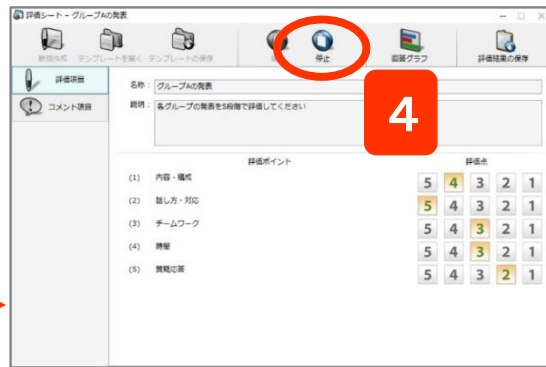 評価シート - グループAの発表
新規作成 テンプレートを開く テンプレートの保存 停止 回答グラフ 評価結果の保存
評価項目
コメント項目
名称： グループAの発表
説明： 各グループの発表を5段階で評価してください
4
評価ポイント 評価点
(1) 内容・構成 5 4 3 2 1
(2) 話し方・対応 5 4 3 2 1
(3) チームワーク 5 4 3 2 1
(4) 時間 5 4 3 2 1
(5) 質疑応答 5 4 3 2 1